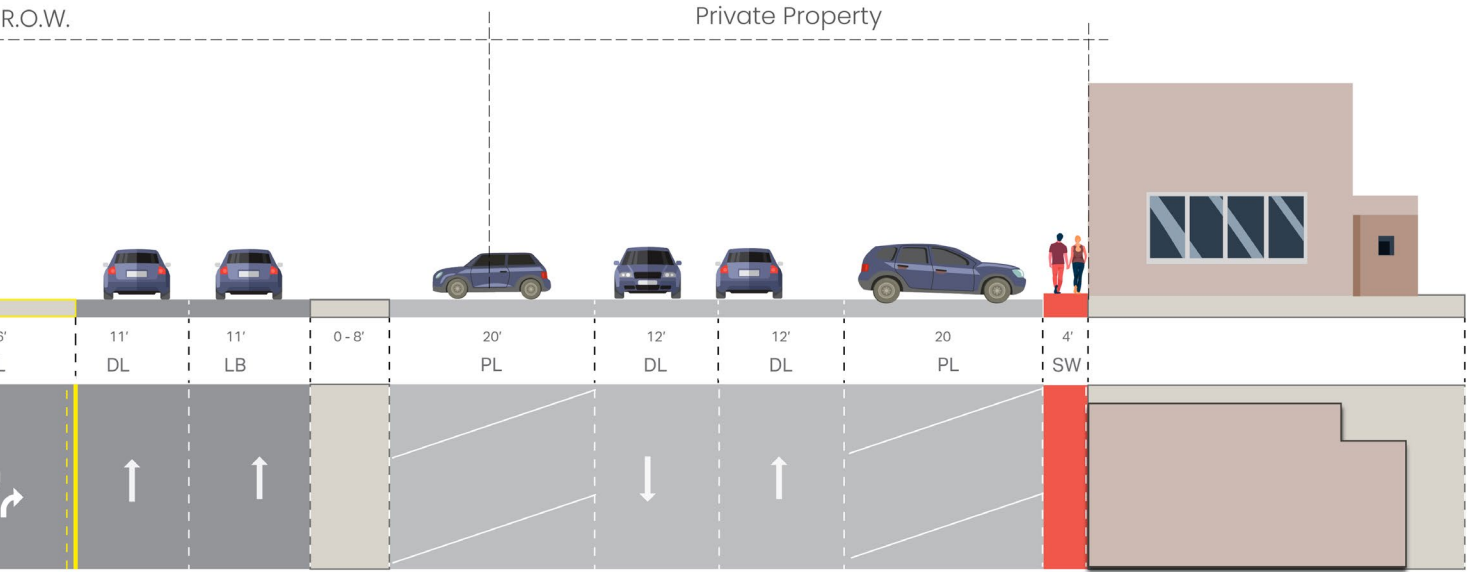 R.O.W.
Private Property
11' 11' 0 - 8' 20' 12' 12' 20 4'
DL LB PL DL DL PL SW